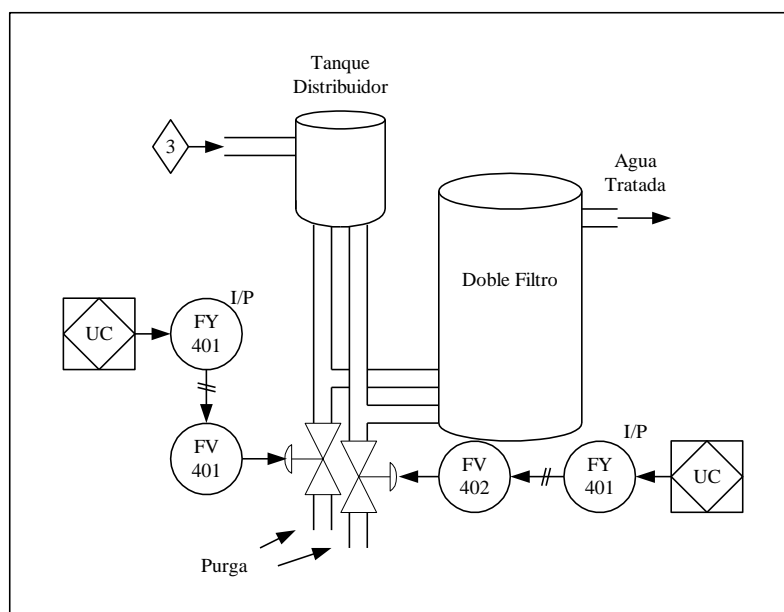 Tanque
Distribuidor
3
Agua
Tratada
Doble Filtro
I/P
UC
FY
401
FV
401
I/P
FV
402
FY
401
UC
Purga